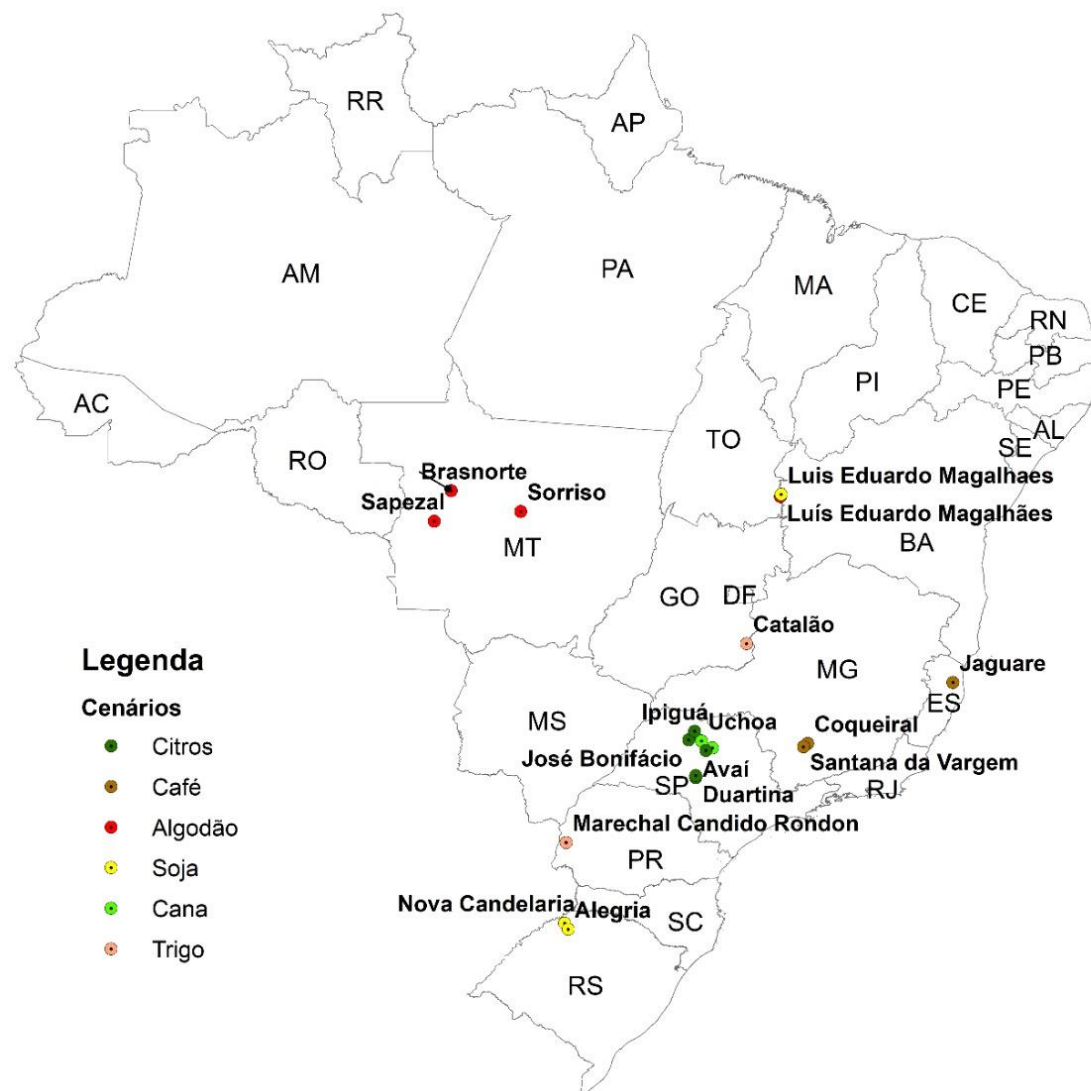 RR
AP
AM
PA
MA
CE
RN
PB
PI
PE
AC
AL
TO
SE
RO
Brasnorte
Luis Eduardo Magalhaes
Sapezal
Sorriso
Luís Eduardo Magalhães
MT
BA
GO
DF
Catalão
Legenda
Jaguare
MG
ES
Cenários
MS
Ipiguá
Uchoa
Coqueiral
Citros
José Bonifácio
Santana da Vargem
Avaí
SP
RJ
Café
Duartina
Algodão
Marechal Candido Rondon
PR
Soja
Nova Candelaria
Alegria
Cana
SC
Trigo
RS